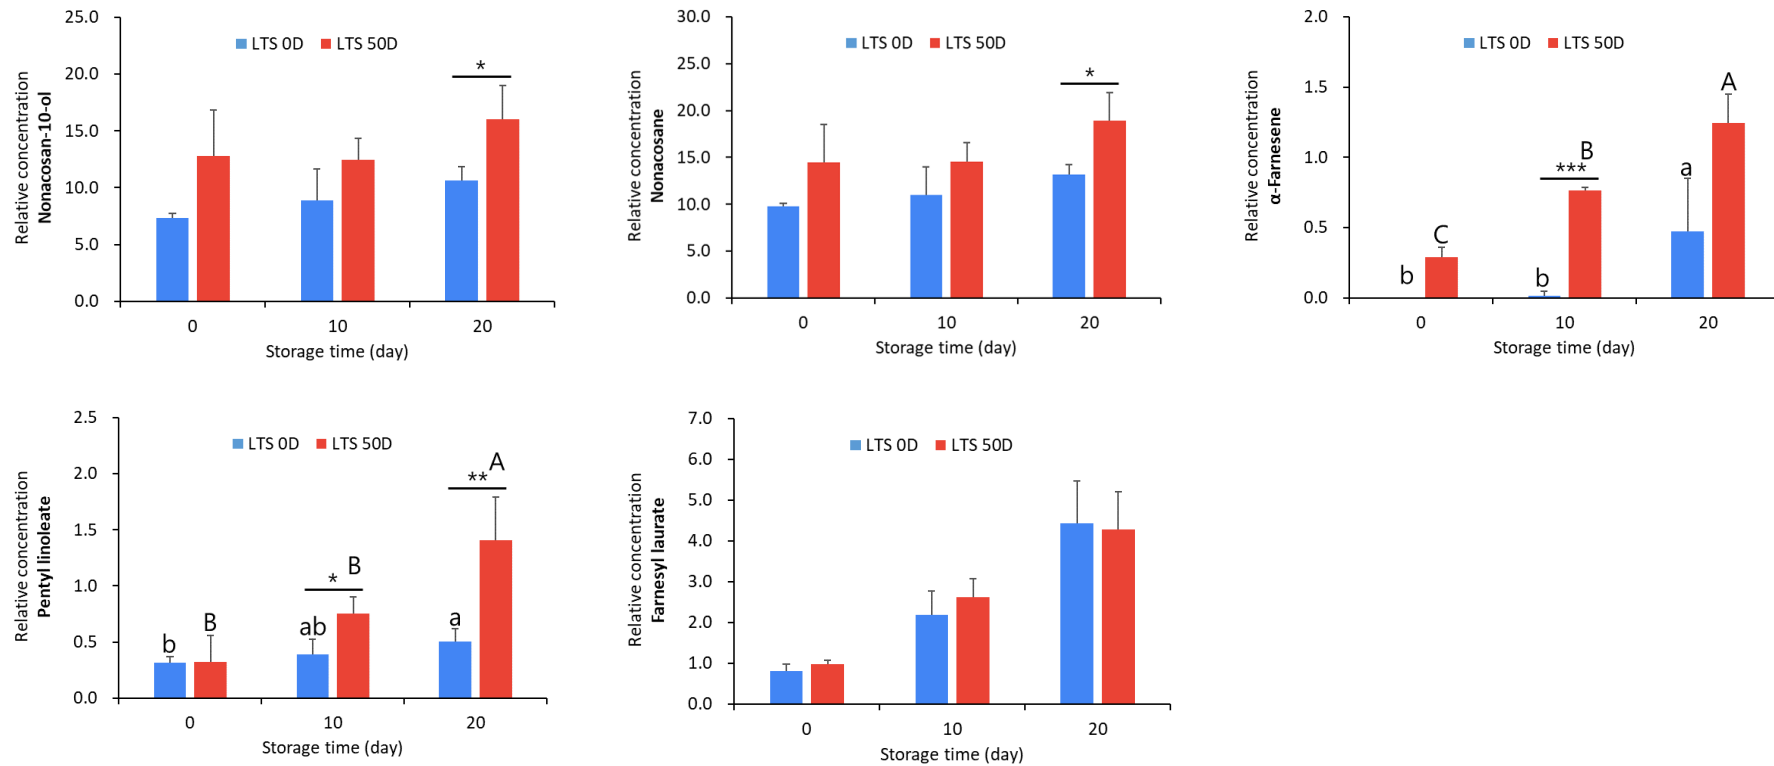 Relative concentration
Nonacosan-10-ol
25.0
20.0
15.0
10.0
5.0
0.0
LTS 0D LTS 50D
*
0 10 20
Storage time (day)
Relative concentration
Nonacosane
30.0
25.0
20.0
15.0
10.0
5.0
0.0
LTS 0D LTS 50D
*
0 10 20
Storage time (day)
Relative concentration
α-Farnesene
2.0
1.5
1.0
0.5
0.0
LTS 0D LTS 50D
b C b *** B a A
0 10 20
Storage time (day)
Relative concentration
Pentyl linoleate
2.5
2.0
1.5
1.0
0.5
0.0
LTS 0D LTS 50D
b B ab * B a ** A
0 10 20
Storage time (day)
Relative concentration
Farnesyl laurate
7.0
6.0
5.0
4.0
3.0
2.0
1.0
0.0
LTS 0D LTS 50D
0 10 20
Storage time (day)